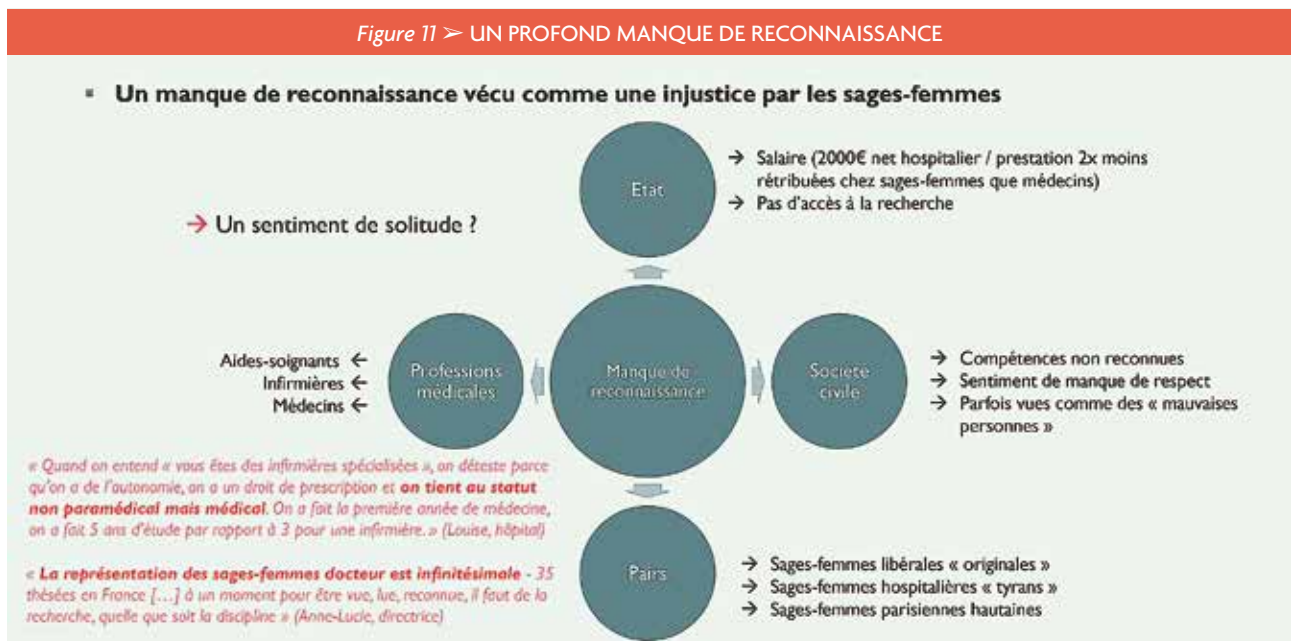 Figure 11 ➢ UN PROFOND MANQUE DE RECONNAISSANCE
▪ Un manque de reconnaissance vécu comme une injustice par les sages-femmes
Etat
→ Salaire (2000€ net hospitalier / prestation 2x moins
rétribuées chez sages-femmes que médecins)
→ Pas d'accès à la recherche
→ Un sentiment de solitude ?
Aides-soignants ←
Infirmières ←
Médecins ←
Professions
médicales
Manque de
reconnaissance
Société
civile
→ Compétences non reconnues
→ Sentiment de manque de respect
→ Parfois vues comme des « mauvaises
personnes »
« Quand on entend « vous êtes des infirmières spécialisées », on déteste parce
qu'on a de l'autonomie, on a un droit de prescription et on tient au statut
non paramédical mais médical. On a fait la première année de médecine,
on a fait 5 ans d'étude par rapport à 3 pour une infirmière. » (Louise, hôpital)
« La représentation des sages-femmes docteur est infinitésimale - 35
thésées en France [...] à un moment pour être vue, lue, reconnue, il faut de la
recherche, quelle que soit la discipline » (Anne-Lucie, directrice)
Pairs
→ Sages-femmes libérales « originales »
→ Sages-femmes hospitalières « tyrans »
→ Sages-femmes parisiennes hautaines